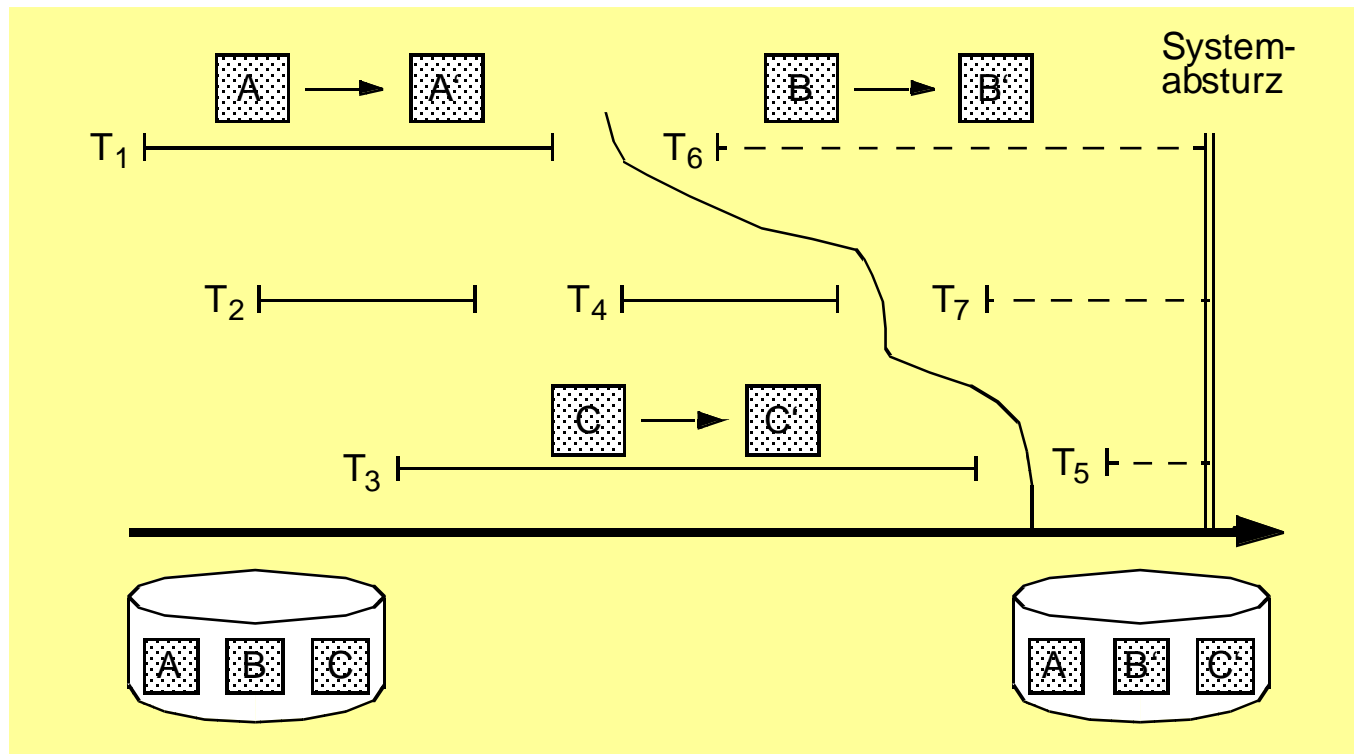 System-
absturz
A A‘ B B‘
T1 T6
T2 T4 T7
C C‘
T3 T5
A B C A B‘ C‘